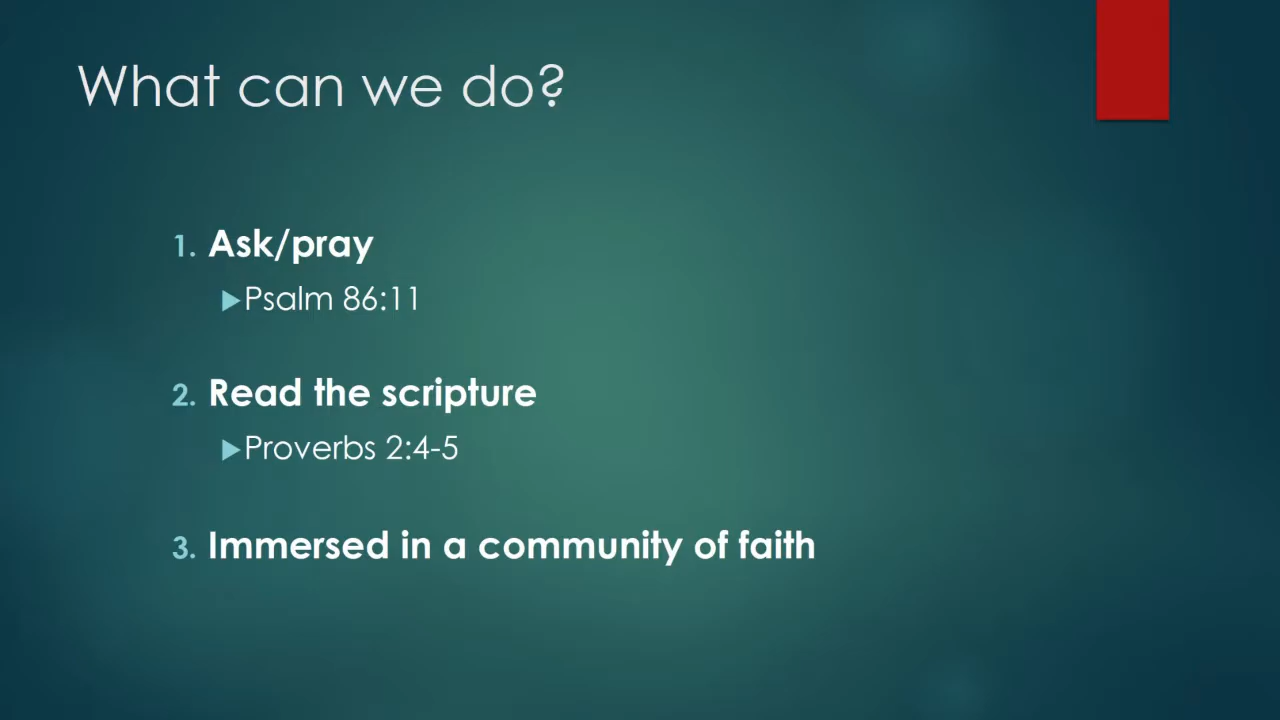 What can we do?
1. Ask/pray
▶Psalm 86:11
2. Read the scripture
▶Proverbs 2:4-5
3. Immersed in a community of faith